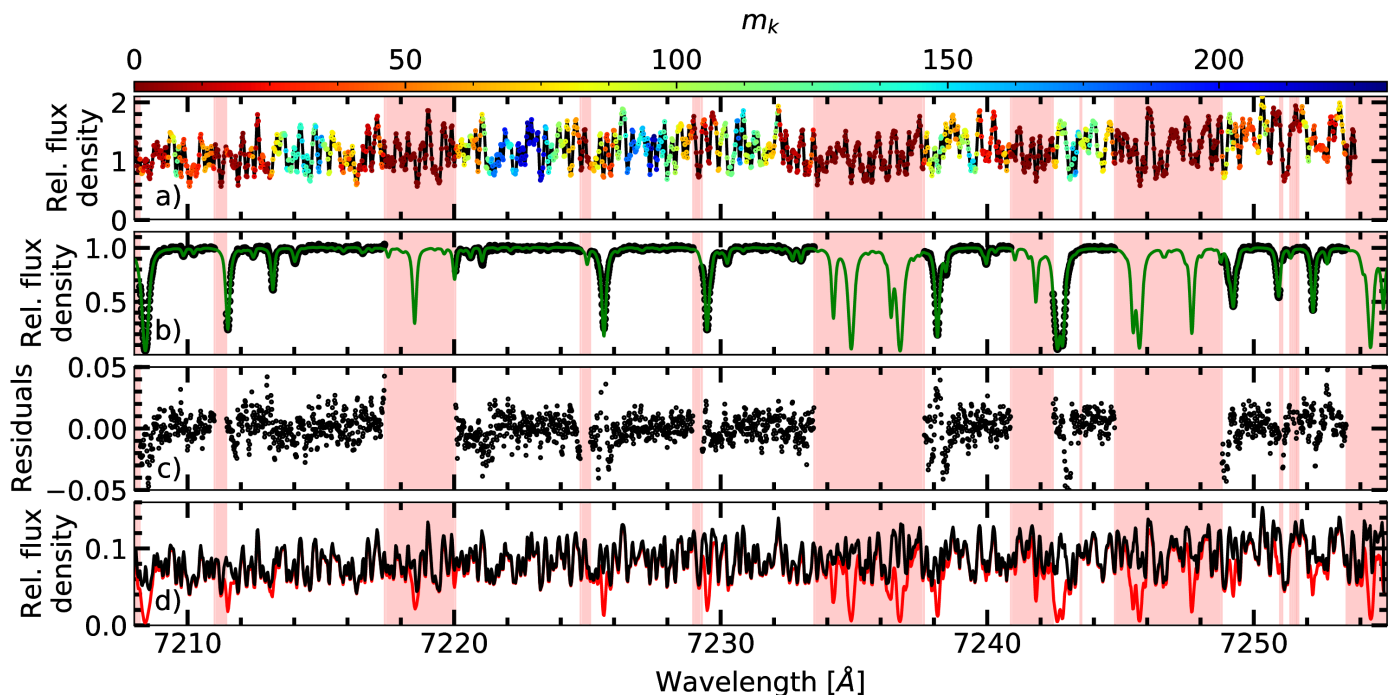 m_k
0 50 100 150 200
Rel. flux density
2
1
0
a)
Rel. flux density
1.0
0.5
b)
Residuals
0.05
0.00
−0.05
c)
Rel. flux density
0.1
0.0
d)
7210 7220 7230 7240 7250
Wavelength [Å]